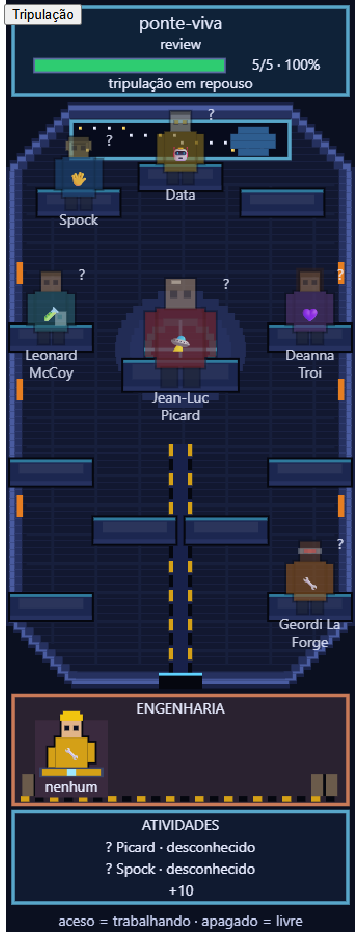 Tripulação
ponte-viva
review
5/5 · 100%
tripulação em repouso
?
?
Data
Spock
?
?
?
Leonard
McCoy
Deanna
Troi
Jean-Luc
Picard
?
Geordi La
Forge
ENGENHARIA
nenhum
ATIVIDADES
? Picard · desconhecido
? Spock · desconhecido
+10
aceso = trabalhando · apagado = livre